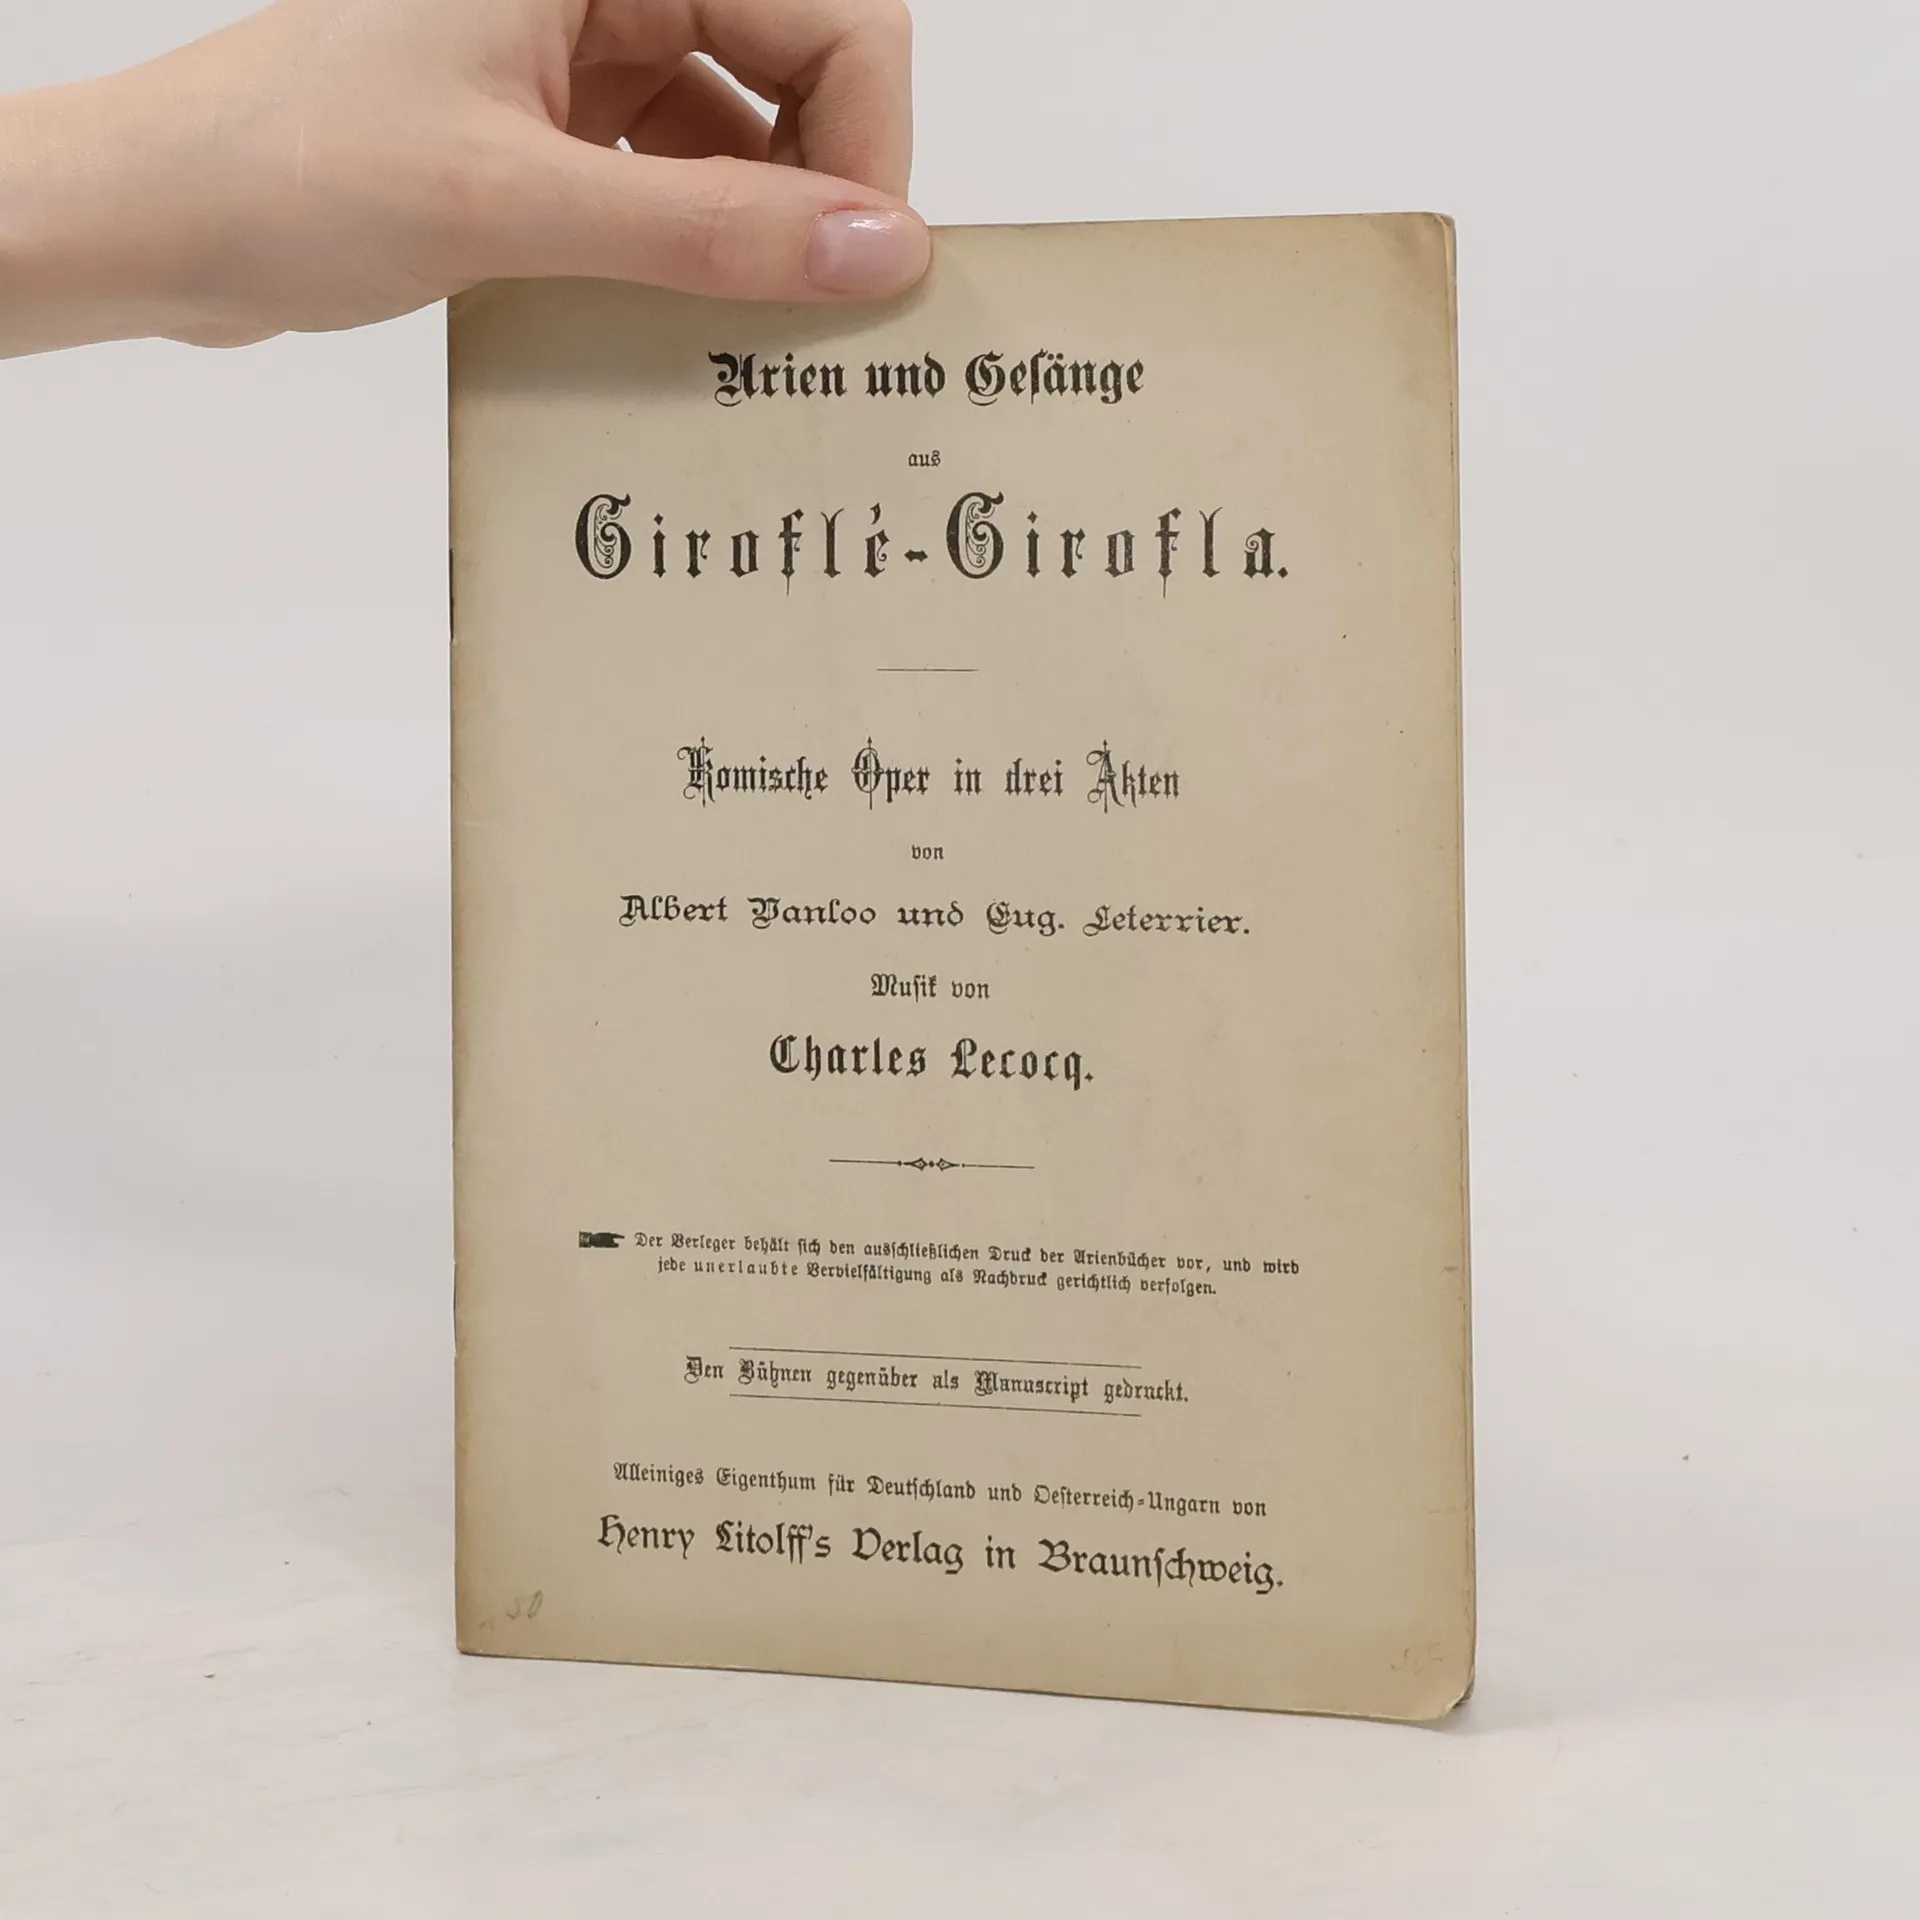 Arien und Geſänge
aus
Giroflé-Girofla.
Komische Oper in drei Akten
von
Albert Vanloo und Eug. Leterrier.
Muſik von
Charles Lecocq.
Der Verleger behält ſich den ausſchließlichen Druck der Arienbücher vor, und wird
jede unerlaubte Vervielfältigung als Nachdruck gerichtlich verfolgen.
Den Bühnen gegenüber als Manuscript gedruckt.
Alleiniges Eigenthum für Deutſchland und Oeſterreich-Ungarn von
Henry Litolff's Verlag in Braunſchweig.
50